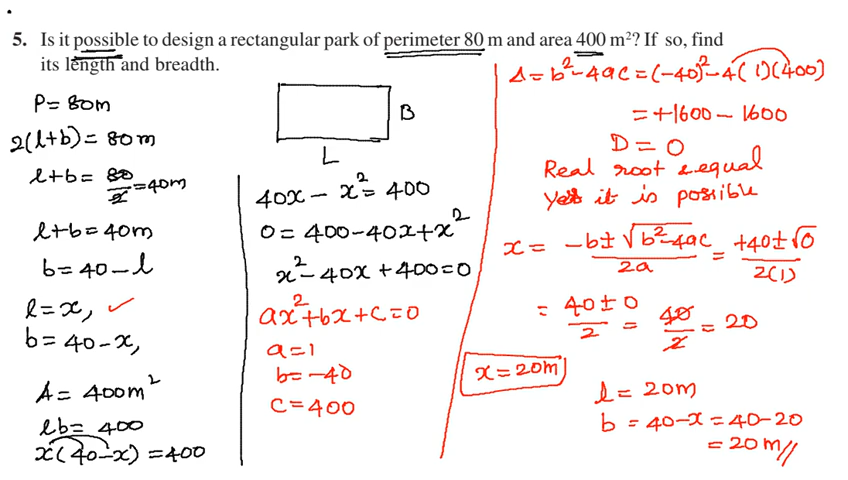 5. Is it possible to design a rectangular park of perimeter 80 m and area 400 m²? If so, find
its length and breadth.
P = 80m
2(l+b) = 80m
l+b = 80/2 = 40m
l+b = 40m
b = 40 - l
l = x, ✓
b = 40 - x,
A = 400m²
lb = 400
x(40-x) = 400
B
L
40x - x² = 400
0 = 400 - 40x + x²
x² - 40x + 400 = 0
ax² + bx + c = 0
a = 1
b = -40
c = 400
Δ = b² - 4ac = (-40)² - 4(1)(400)
= +1600 - 1600
D = 0
Real root & equal
Yes it is possible
x = -b ± √b² - 4ac / 2a = +40 ± √0 / 2(1)
= 40 ± 0 / 2 = 40/2 = 20
x = 20m
l = 20m
b = 40 - x = 40 - 20
= 20m//